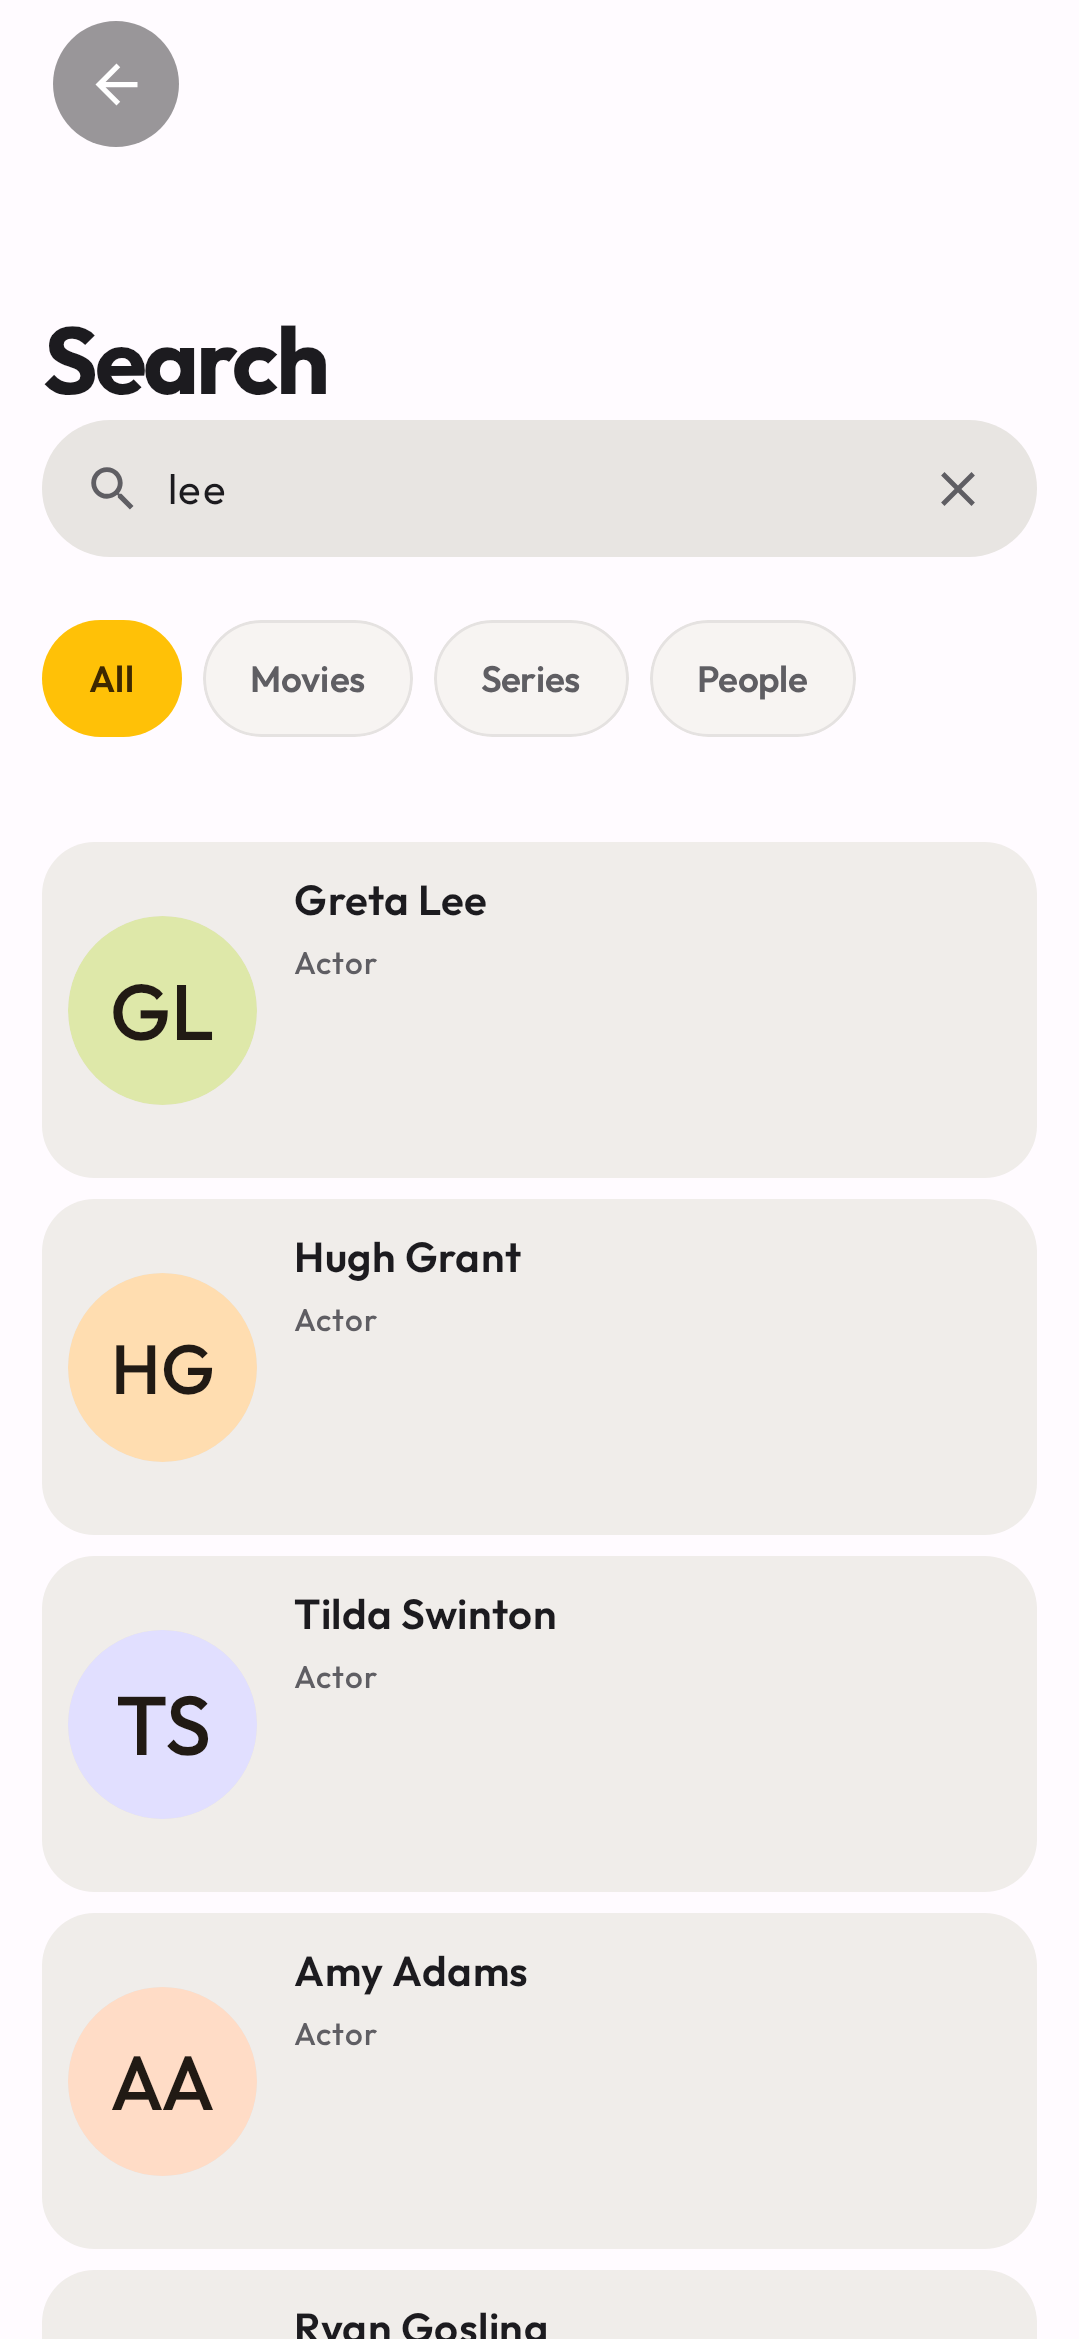 Search
lee
All
Movies
Series
People
Greta Lee
Actor
GL
Hugh Grant
Actor
HG
Tilda Swinton
Actor
TS
Amy Adams
Actor
AA
Ryan Gosling